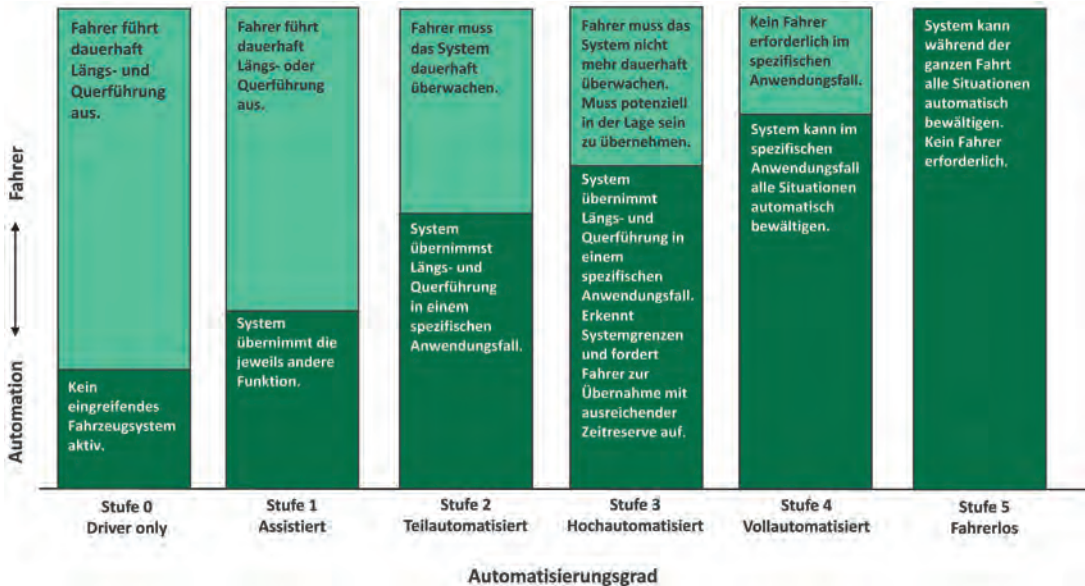 Fahrer führt
dauerhaft
Längs- und
Querführung
aus.
Kein
eingreifendes
Fahrzeugsystem
aktiv.
Fahrer führt
dauerhaft
Längs- oder
Querführung
aus.
System
übernimmt die
jeweils andere
Funktion.
Fahrer muss
das System
dauerhaft
überwachen.
System
übernimmst
Längs- und
Querführung
in einem
spezifischen
Anwendungsfall.
Fahrer muss das
System nicht
mehr dauerhaft
überwachen.
Muss potenziell
in der Lage sein
zu übernehmen.
System
übernimmt
Längs- und
Querführung in
einem
spezifischen
Anwendungsfall.
Erkennt
Systemgrenzen
und fordert
Fahrer zur
Übernahme mit
ausreichender
Zeitreserve auf.
Kein Fahrer
erforderlich im
spezifischen
Anwendungsfall.
System kann im
spezifischen
Anwendungsfall
alle Situationen
automatisch
bewältigen.
System kann
während der
ganzen Fahrt
alle Situationen
automatisch
bewältigen.
Kein Fahrer
erforderlich.
Fahrer
Automation
Stufe 0
Driver only
Stufe 1
Assistiert
Stufe 2
Teilautomatisiert
Stufe 3
Hochautomatisiert
Stufe 4
Vollautomatisiert
Stufe 5
Fahrerlos
Automatisierungsgrad